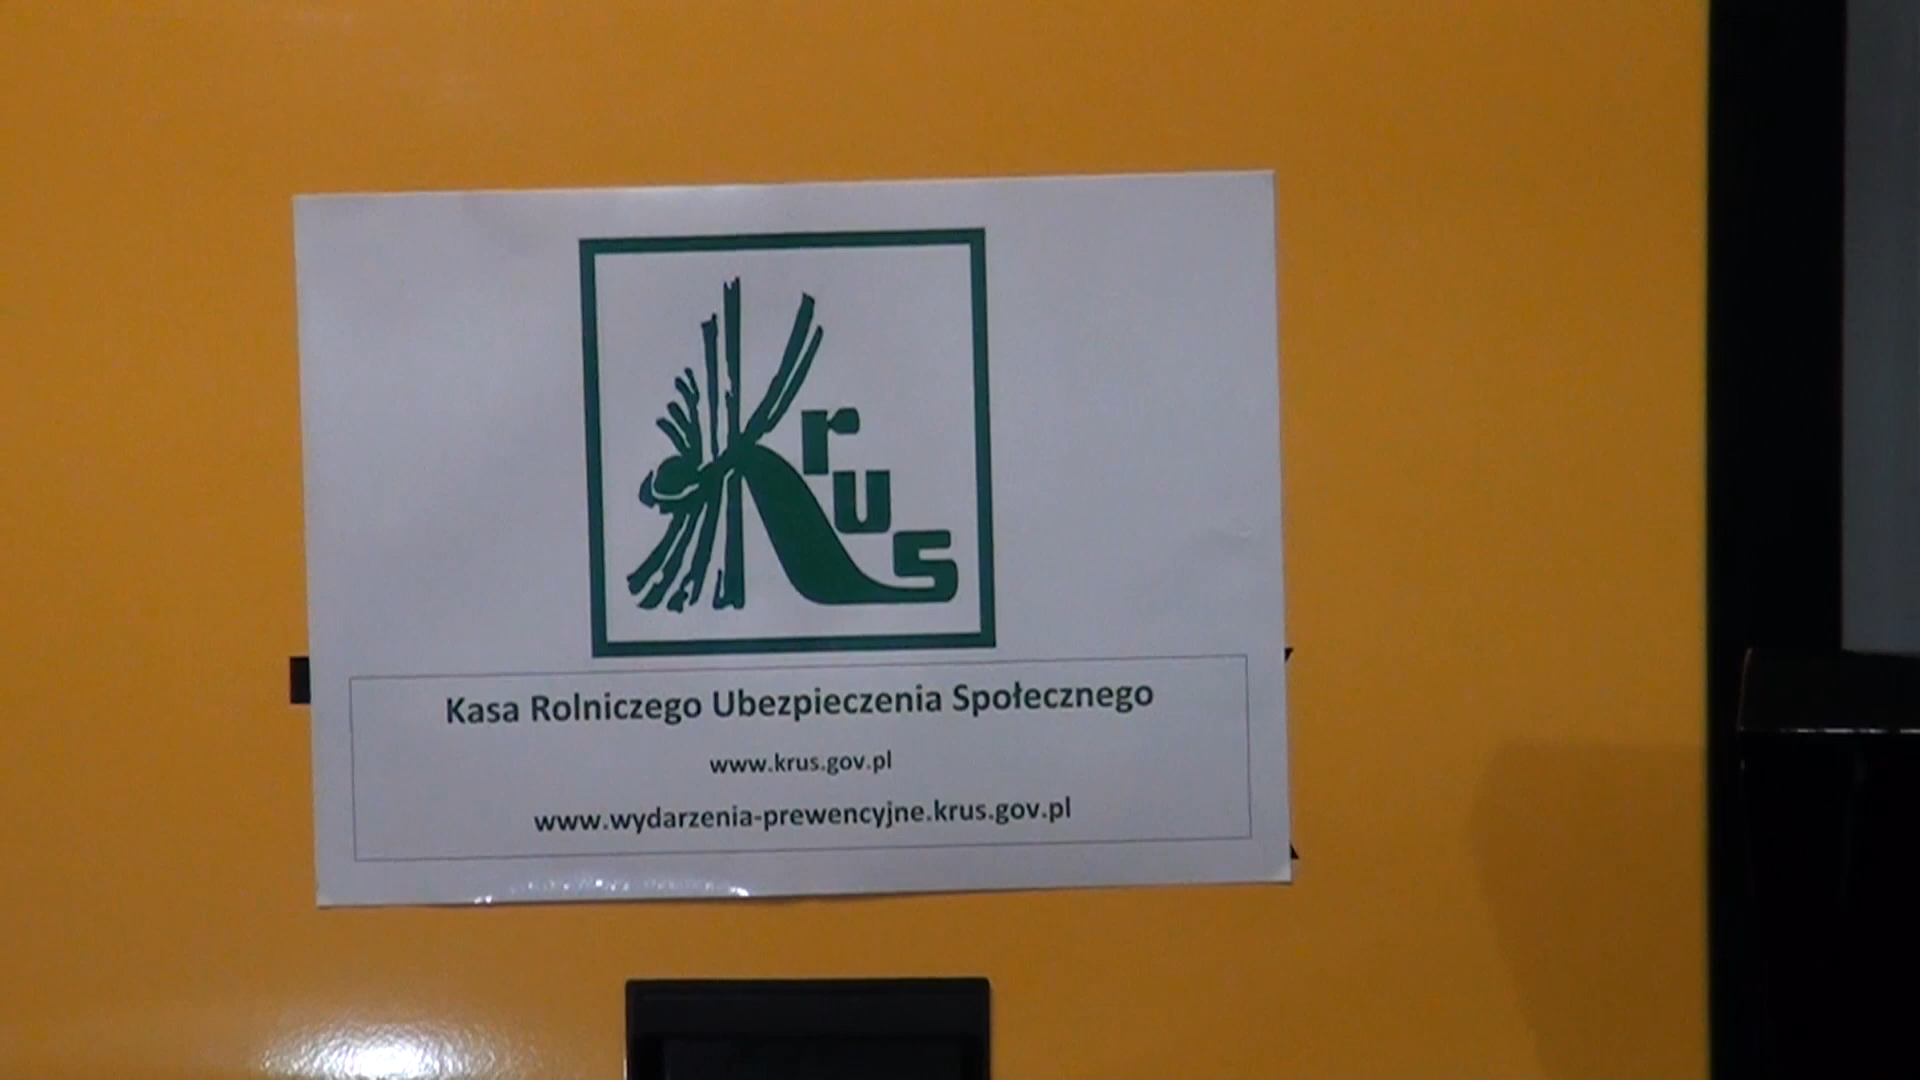 Krus
Kasa Rolniczego Ubezpieczenia Społecznego
www.krus.gov.pl
www.wydarzenia-prewencyjne.krus.gov.pl